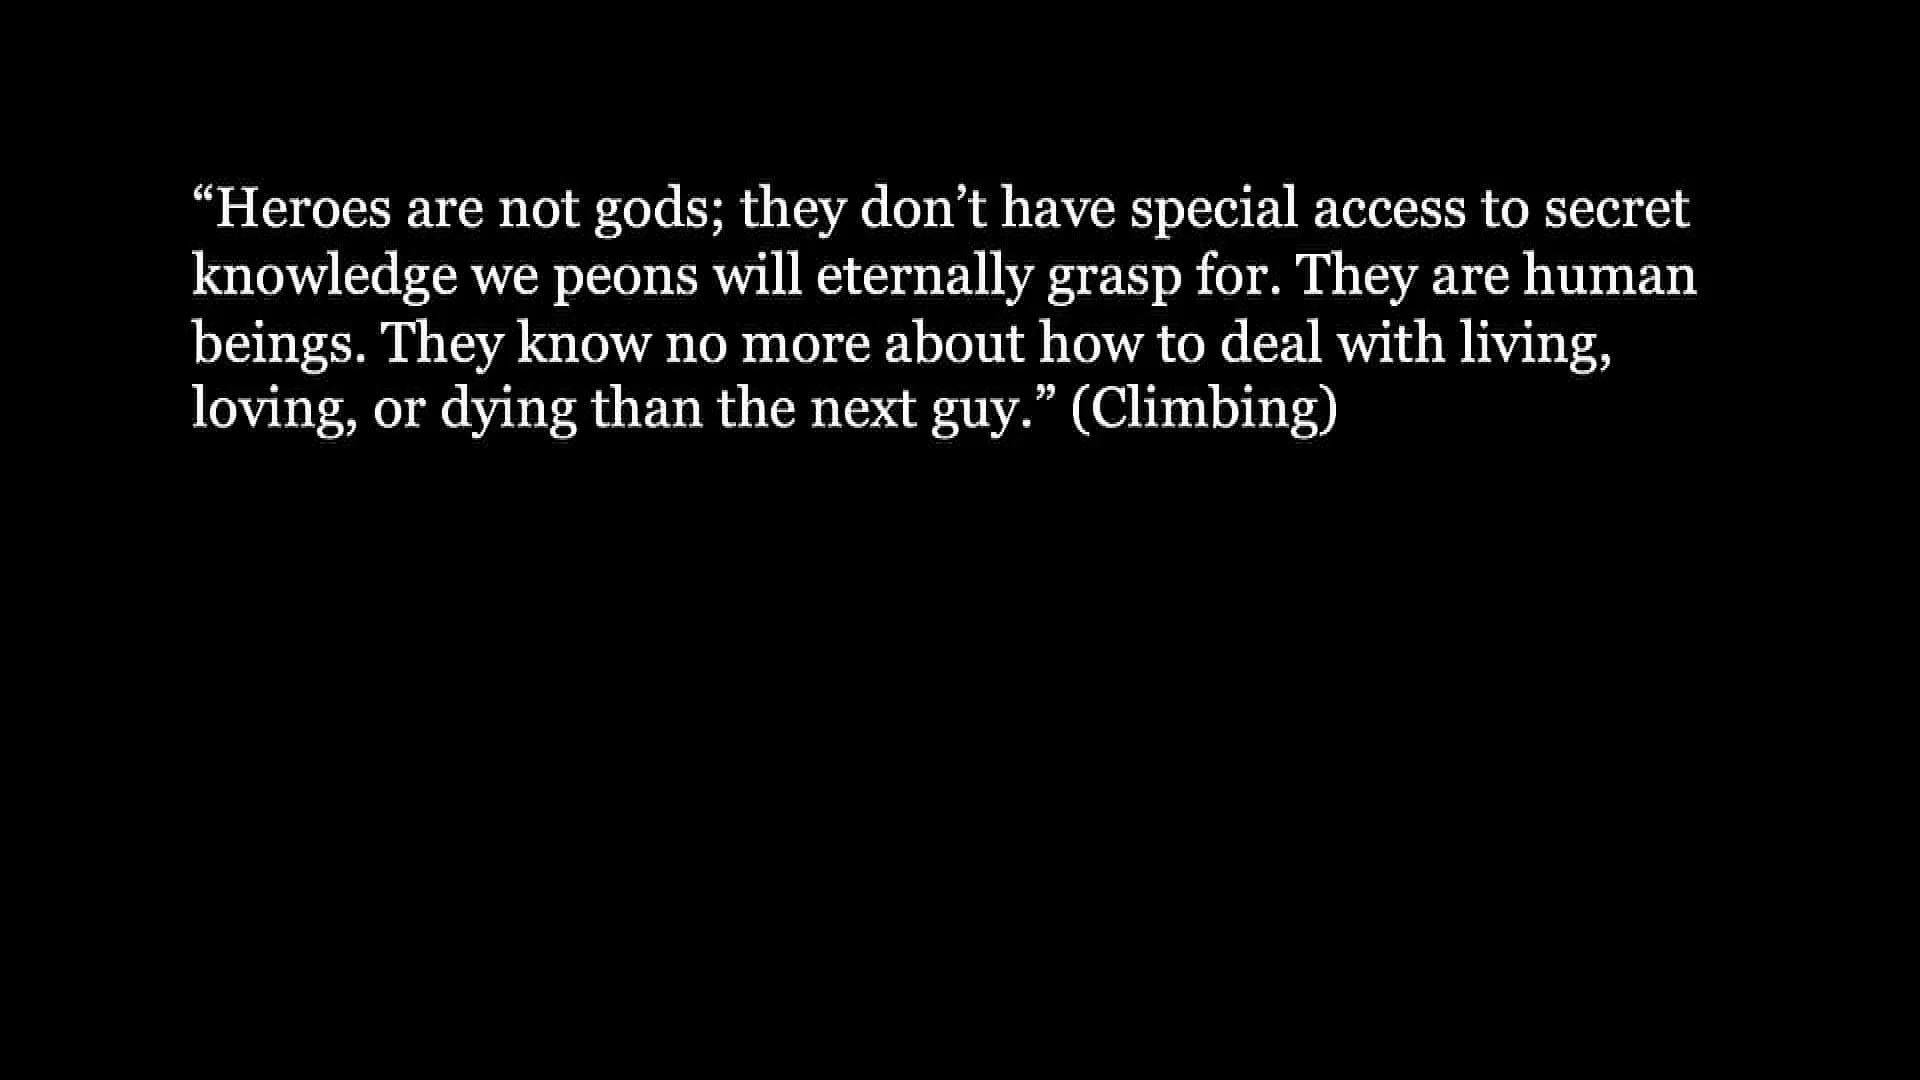 “Heroes are not gods; they don’t have special access to secret
knowledge we peons will eternally grasp for. They are human
beings. They know no more about how to deal with living,
loving, or dying than the next guy.” (Climbing)